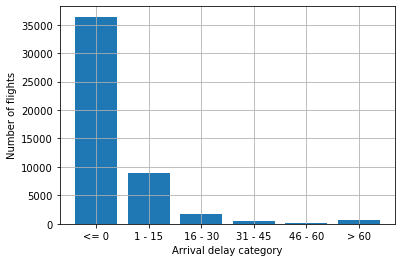 Number of flights
35000
30000
25000
20000
15000
10000
5000
0
<= 0 1 - 15 16 - 30 31 - 45 46 - 60 > 60
Arrival delay category